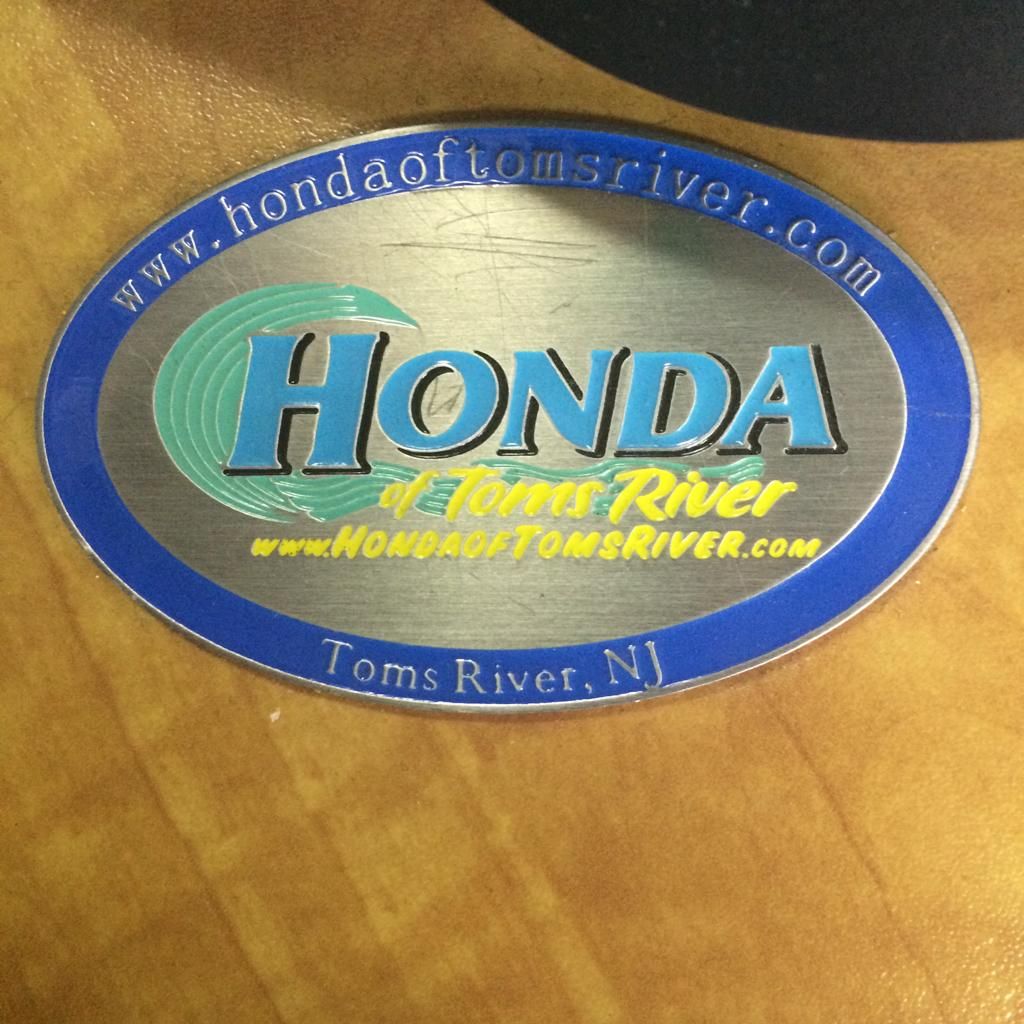 www.hondaoftomsriver.com
HONDA
of Toms River
www.HONDAOFTOMSRIVER.COM
Toms River, NJ